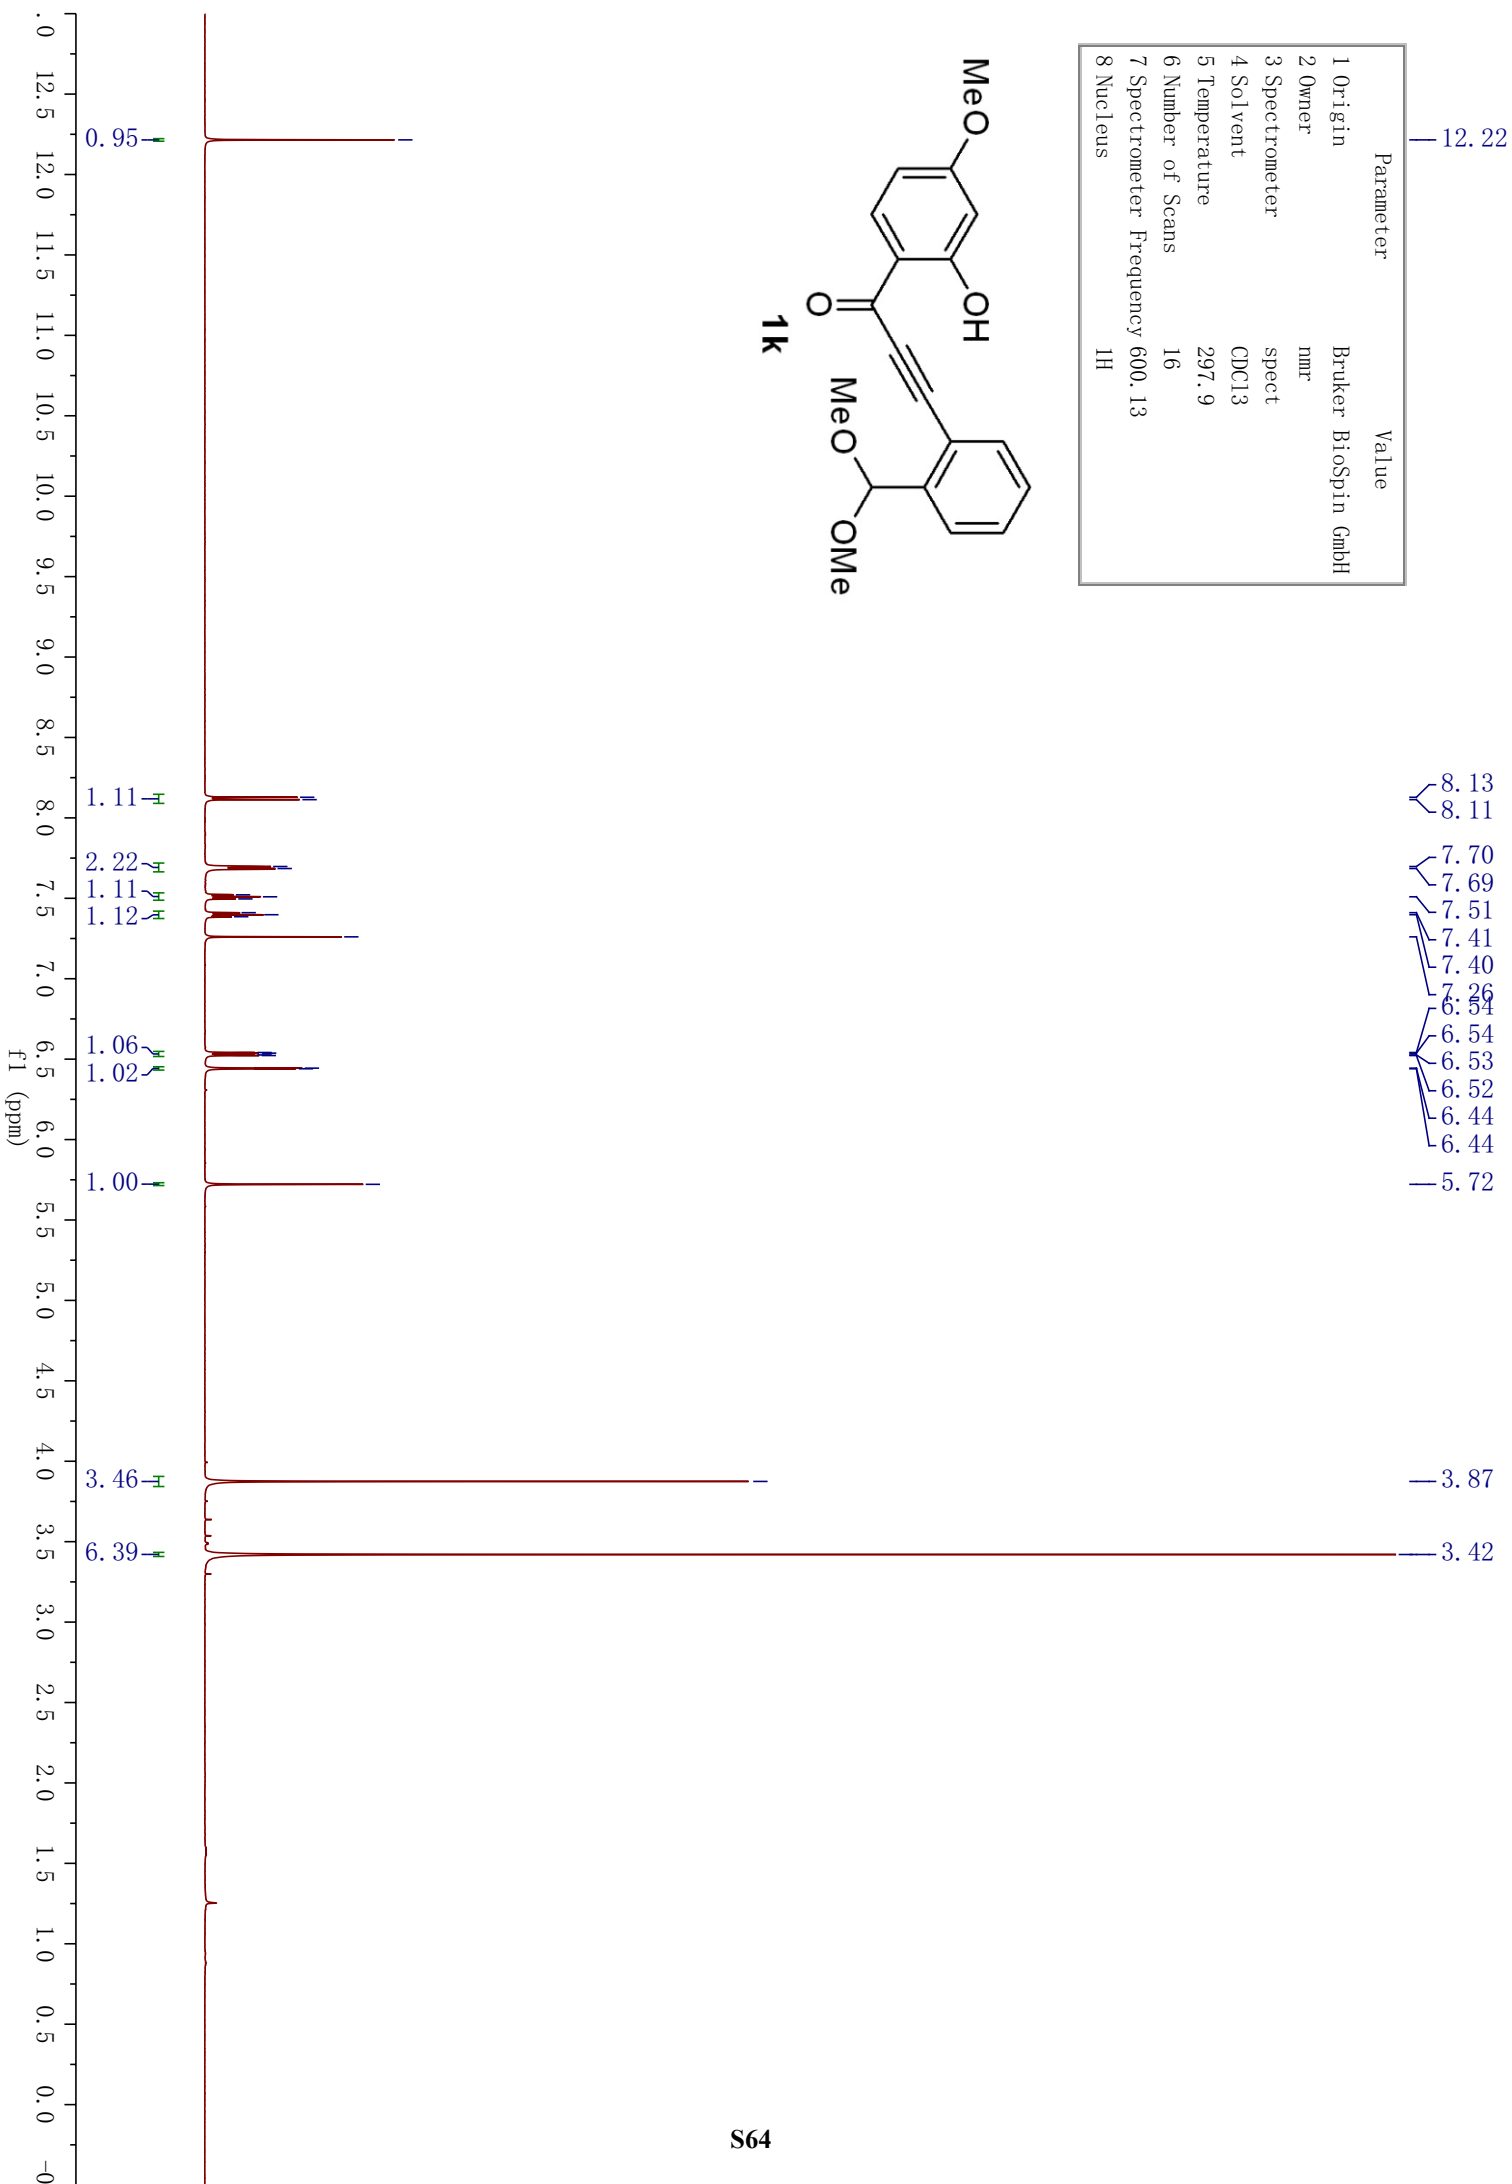 Parameter Value
1 Origin Bruker BioSpin GmbH
2 Owner nmr
3 Spectrometer spect
4 Solvent CDCl3
5 Temperature 297.9
6 Number of Scans 16
7 Spectrometer Frequency 600.13
8 Nucleus 1H
MeO
OH
O
MeO
OMe
1k
12.22
8.13
8.11
7.70
7.69
7.51
7.41
7.40
7.26
6.54
6.54
6.53
6.52
6.44
6.44
5.72
3.87
3.42
0.95
1.11
2.22
1.11
1.12
1.06
1.02
1.00
3.46
6.39
.0 12.5 12.0 11.5 11.0 10.5 10.0 9.5 9.0 8.5 8.0 7.5 7.0 6.5 6.0 5.5 5.0 4.5 4.0 3.5 3.0 2.5 2.0 1.5 1.0 0.5 0.0 -0
f1 (ppm)
S64